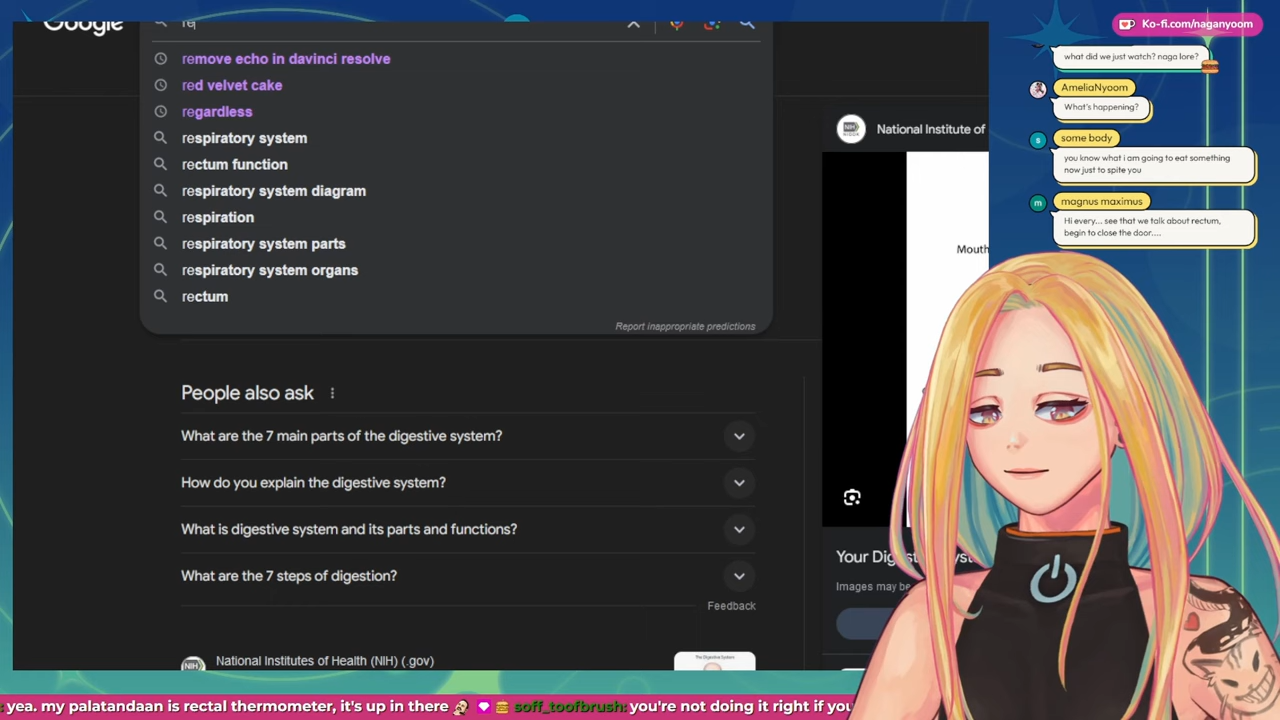 Google
re
remove echo in davinci resolve
red velvet cake
regardless
respiratory system
rectum function
respiratory system diagram
respiration
respiratory system parts
respiratory system organs
rectum
Report inappropriate predictions
People also ask
What are the 7 main parts of the digestive system?
How do you explain the digestive system?
What is digestive system and its parts and functions?
What are the 7 steps of digestion?
Feedback
NIH
National Institutes of Health (NIH) (.gov)
The Digestive System
NIH
National Institute of
Mouth
Your Dig
Images may be
Ko-fi.com/naganyoom
what did we just watch? naga lore?
AmeliaNyoom
What's happening?
s
some body
you know what i am going to eat something
now just to spite you
m
magnus maximus
Hi every... see that we talk about rectum,
begin to close the door....
: yea. my palatandaan is rectal thermometer, it's up in there soff_toofbrush: you're not doing it right if you